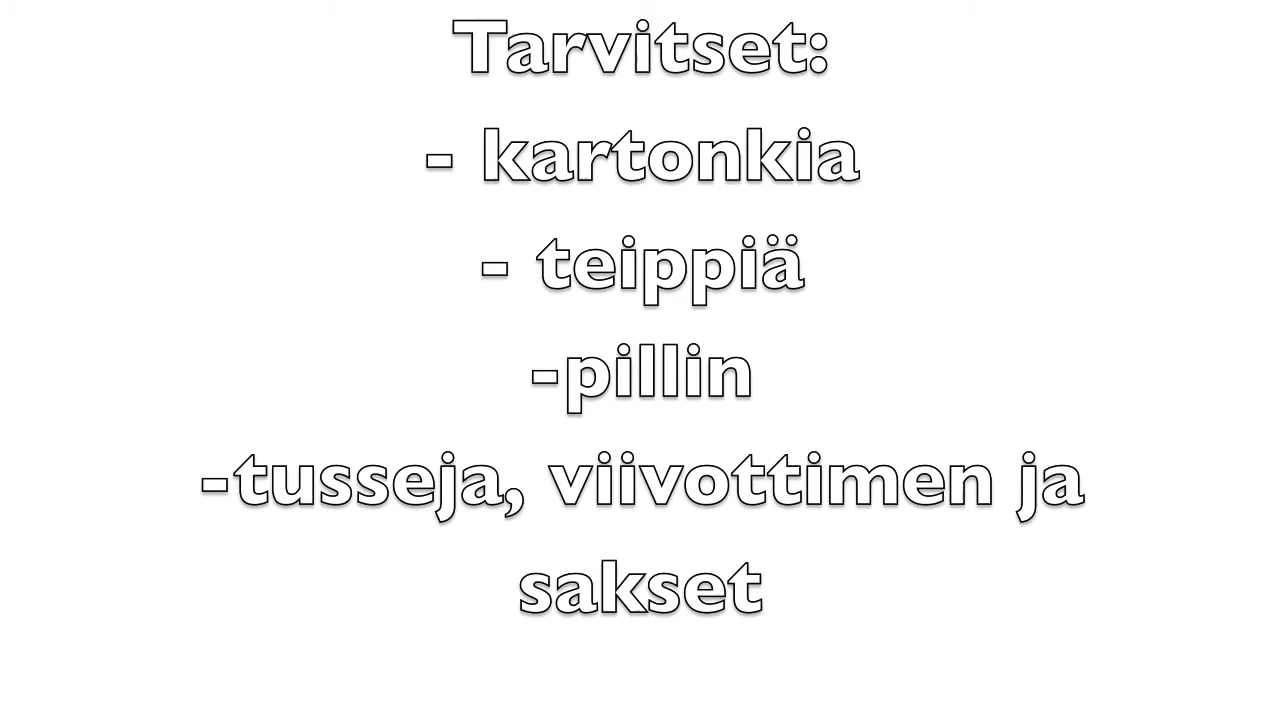 Tarvitset:
- kartonkia
- teippiä
-pillin
-tusseja, viivottimen ja
sakset